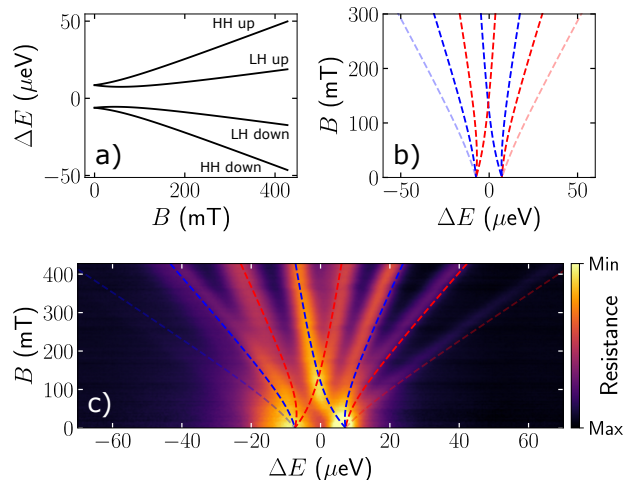 50
0
−50
ΔE (μeV)
HH up
LH up
LH down
HH down
a)
0
200
400
B (mT)
300
200
100
0
B (mT)
b)
−50
0
50
ΔE (μeV)
400
300
200
100
0
B (mT)
c)
−60
−40
−20
0
20
40
60
ΔE (μeV)
Min
Resistance
Max